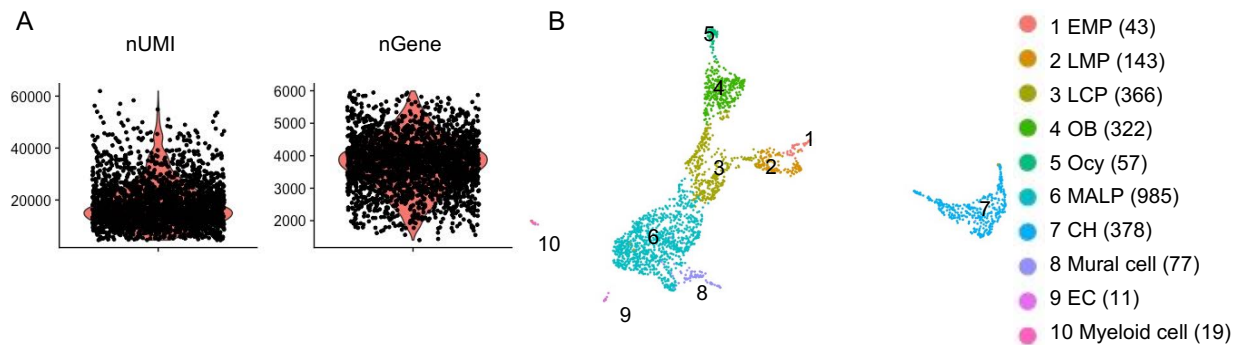 A
nUMI
60000
40000
20000
nGene
6000
5000
4000
3000
2000
B
5
4
1
2
3
7
6
10
8
9
1 EMP (43)
2 LMP (143)
3 LCP (366)
4 OB (322)
5 Ocy (57)
6 MALP (985)
7 CH (378)
8 Mural cell (77)
9 EC (11)
10 Myeloid cell (19)